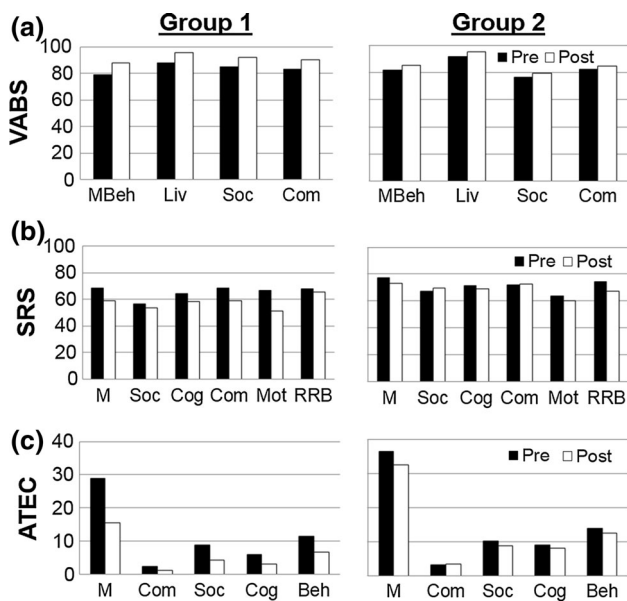 Group 1
Group 2
(a)
VABS
100
80
60
40
20
0
MBeh Liv Soc Com
Pre Post
MBeh Liv Soc Com
(b)
SRS
100
80
60
40
20
0
M Soc Cog Com Mot RRB
Pre Post
M Soc Cog Com Mot RRB
(c)
ATEC
40
30
20
10
0
M Com Soc Cog Beh
Pre Post
M Com Soc Cog Beh